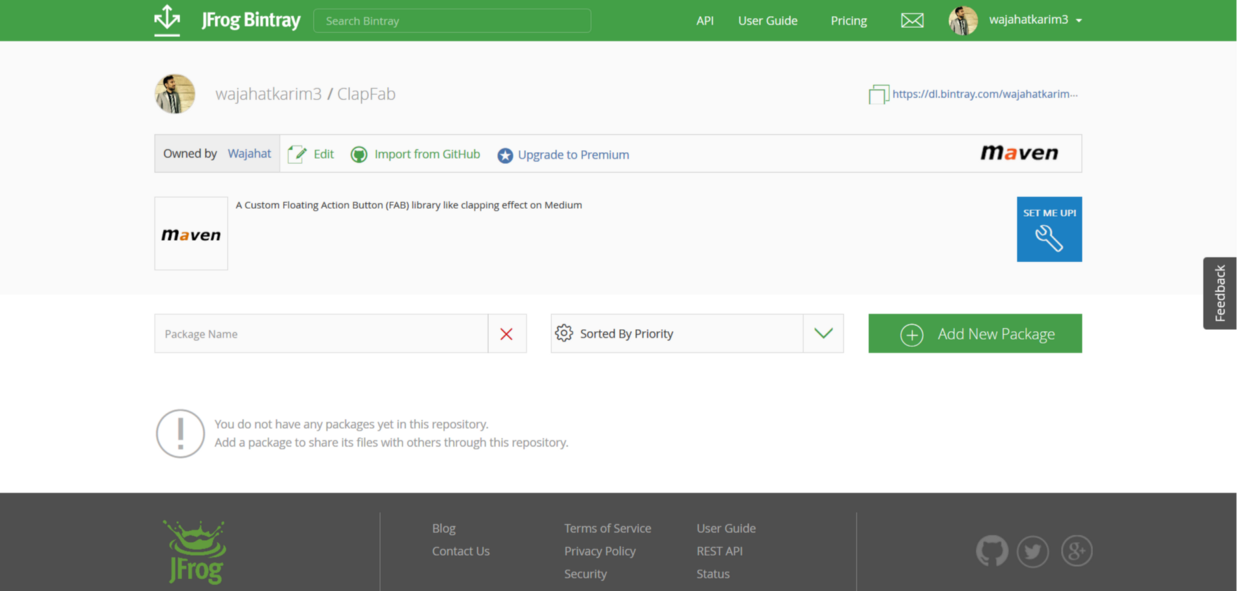 JFrog Bintray Search Bintray API User Guide Pricing wajahatkarim3
wajahatkarim3 / ClapFab https://dl.bintray.com/wajahatkarim...
Owned by Wajahat Edit Import from GitHub Upgrade to Premium maven
A Custom Floating Action Button (FAB) library like clapping effect on Medium
maven
SET ME UP!
Feedback
Package Name Sorted By Priority Add New Package
You do not have any packages yet in this repository.
Add a package to share its files with others through this repository.
JFrog
Blog Terms of Service User Guide
Contact Us Privacy Policy REST API
Security Status
8+